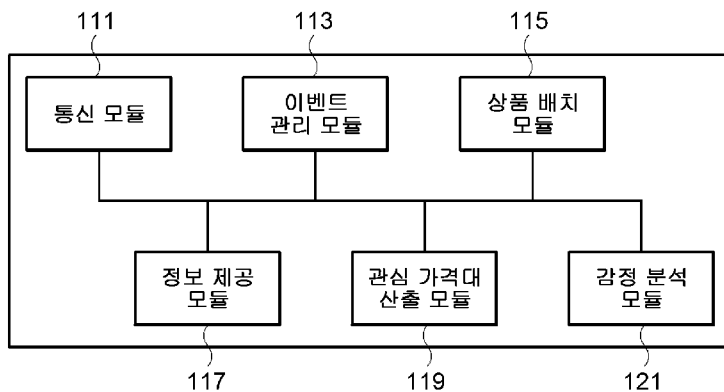 111
113
115
통신 모듈
이벤트
관리 모듈
상품 배치
모듈
정보 제공
모듈
관심 가격대
산출 모듈
감정 분석
모듈
117
119
121